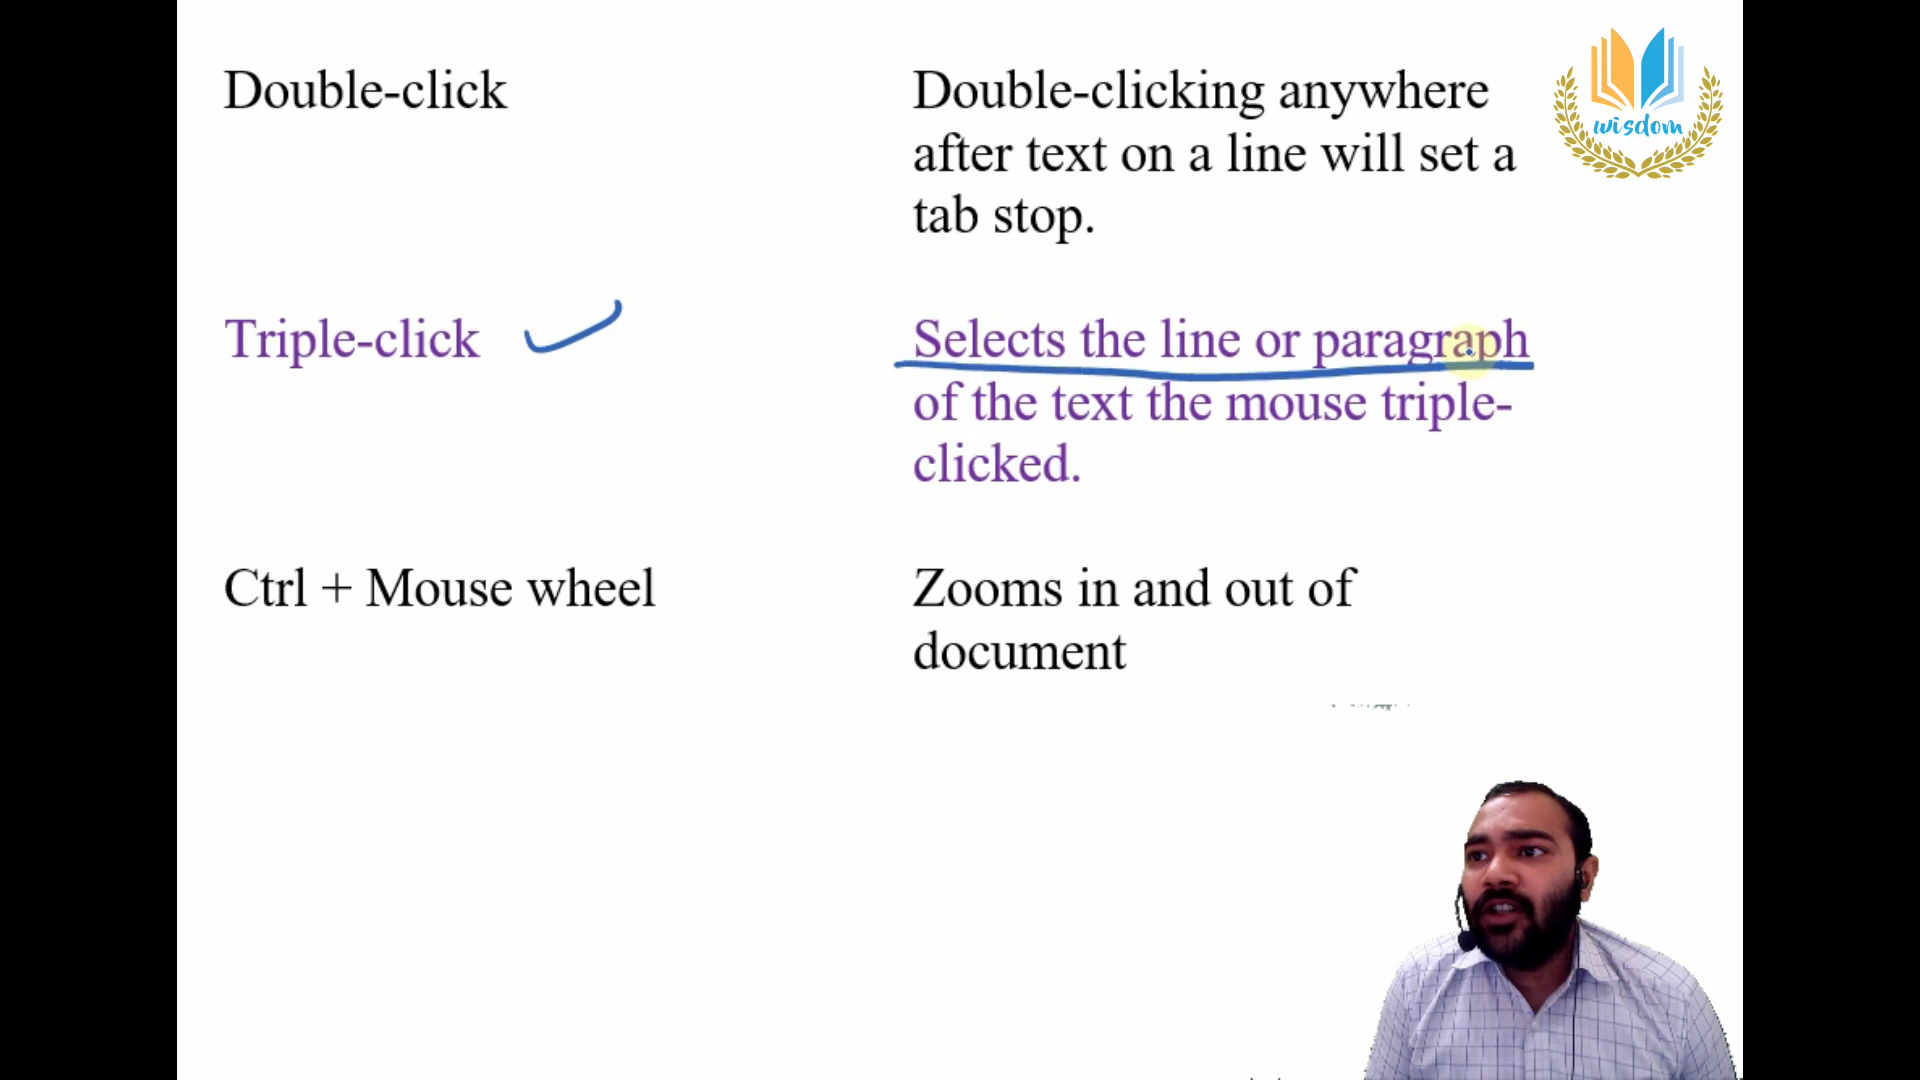 Double-click
Double-clicking anywhere
after text on a line will set a
tab stop.
wisdom
Triple-click
Selects the line or paragraph
of the text the mouse triple-
clicked.
Ctrl + Mouse wheel
Zooms in and out of
document